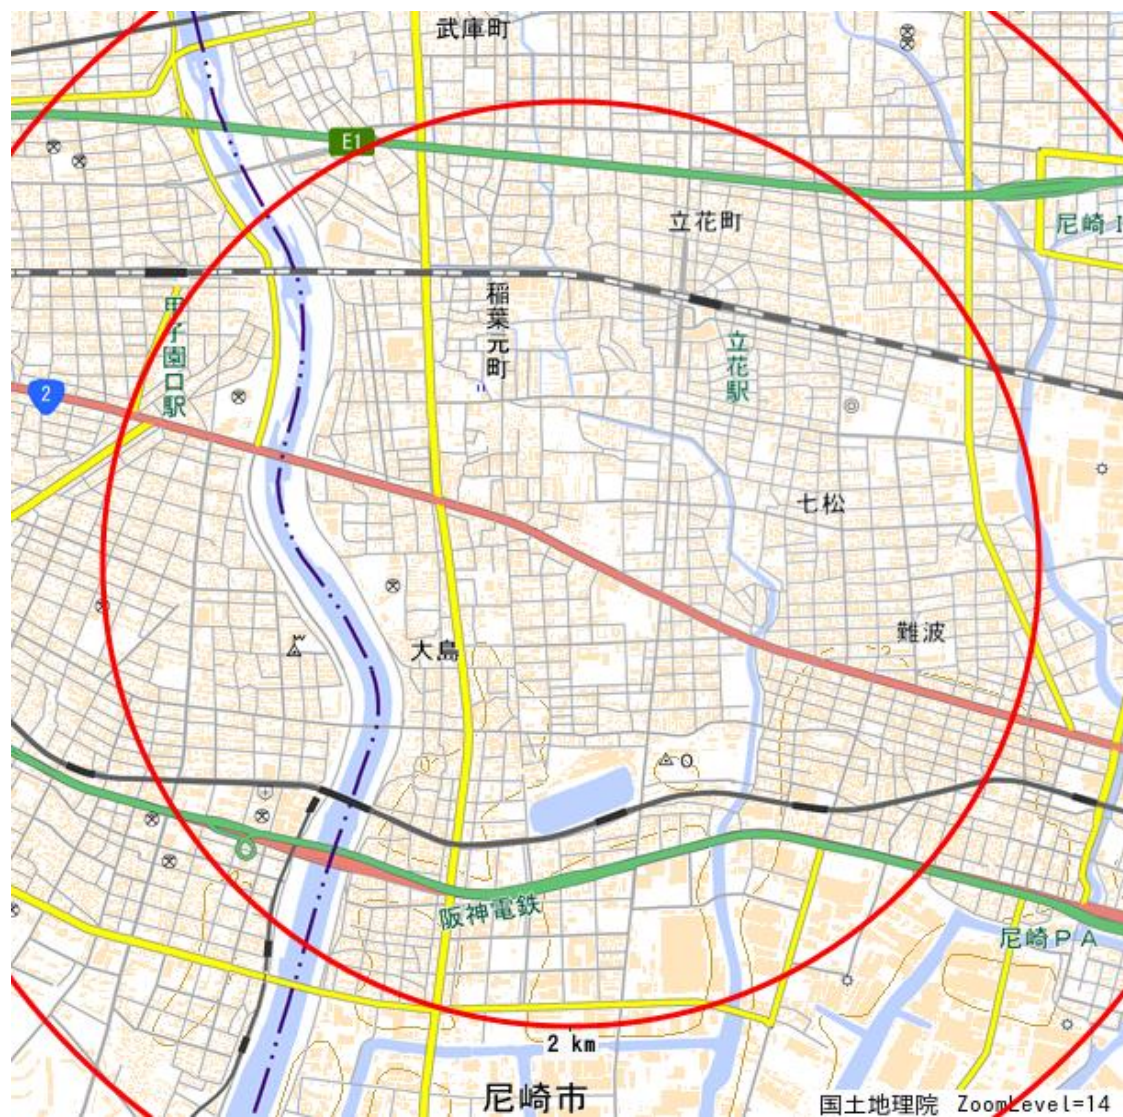 武庫町
E1
立花町
尼崎I
稲葉元町
甲子園口駅
立花駅
2
七松
難波
大島
阪神電鉄
尼崎PA
2 km
尼崎市
国土地理院 ZoomLevel=14